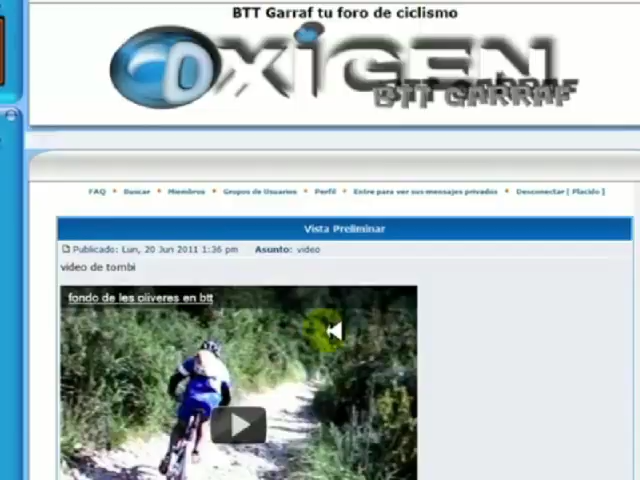 BTT Garraf tu foro de ciclismo
OXiGEN
BTT GARRAF
FAQ • Buscar • Miembros • Grupos de Usuarios • Perfil • Entre para ver sus mensajes privados • Desconectar [ Placido ]
Vista Preliminar
Publicado: Lun, 20 Jun 2011 1:36 pm Asunto: video
video de tombi
fondo de les oliveres en btt